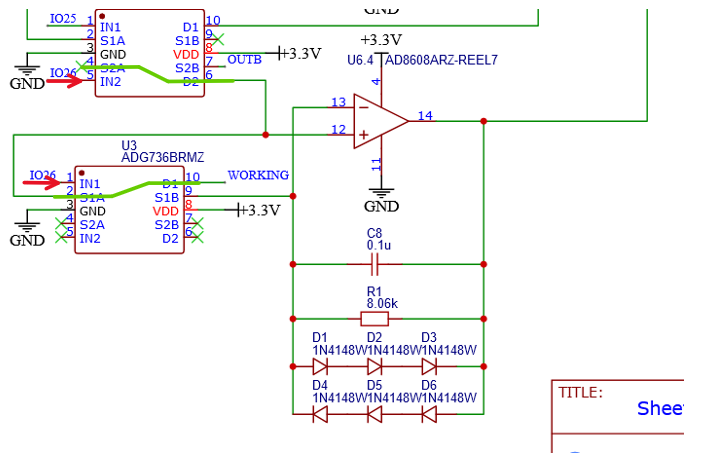 GND
IO25 1 IN1 D1 10
2 S1A S1B 9
+3.3V
3 GND VDD 8 +3.3V
U6.4 AD8608ARZ-REEL7
4 S2A S2B 7 OUTB
GND IO26 5 IN2 D2 6
4
13
14
12
U3
ADG736BRMZ
11
IO26 1 IN1 D1 10 WORKING
2 S1A S1B 9
3 GND VDD 8 +3.3V
GND
GND 4 S2A S2B 7
5 IN2 D2 6
C8
0.1u
R1
8.06k
D1 D2 D3
1N4148W 1N4148W 1N4148W
D4 D5 D6
1N4148W 1N4148W 1N4148W
TITLE:
Shee